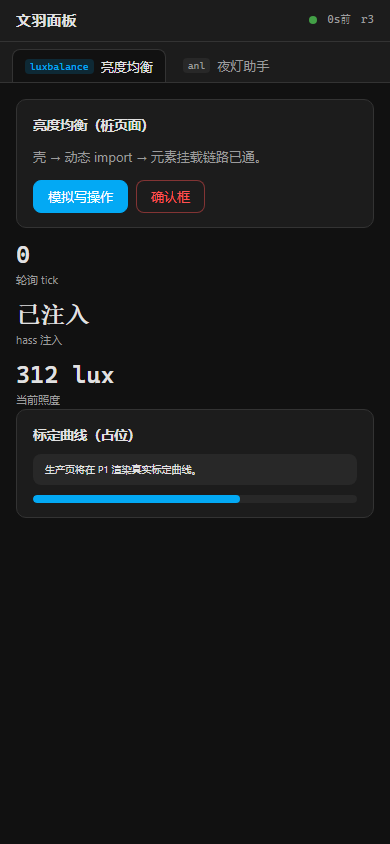 文羽面板
0s前 r3
luxbalance 亮度均衡
anl 夜灯助手
亮度均衡（桩页面）
壳 → 动态 import → 元素挂载链路已通。
模拟写操作 确认框
0
轮询 tick
已注入
hass 注入
312 lux
当前照度
标定曲线（占位）
生产页将在 P1 渲染真实标定曲线。